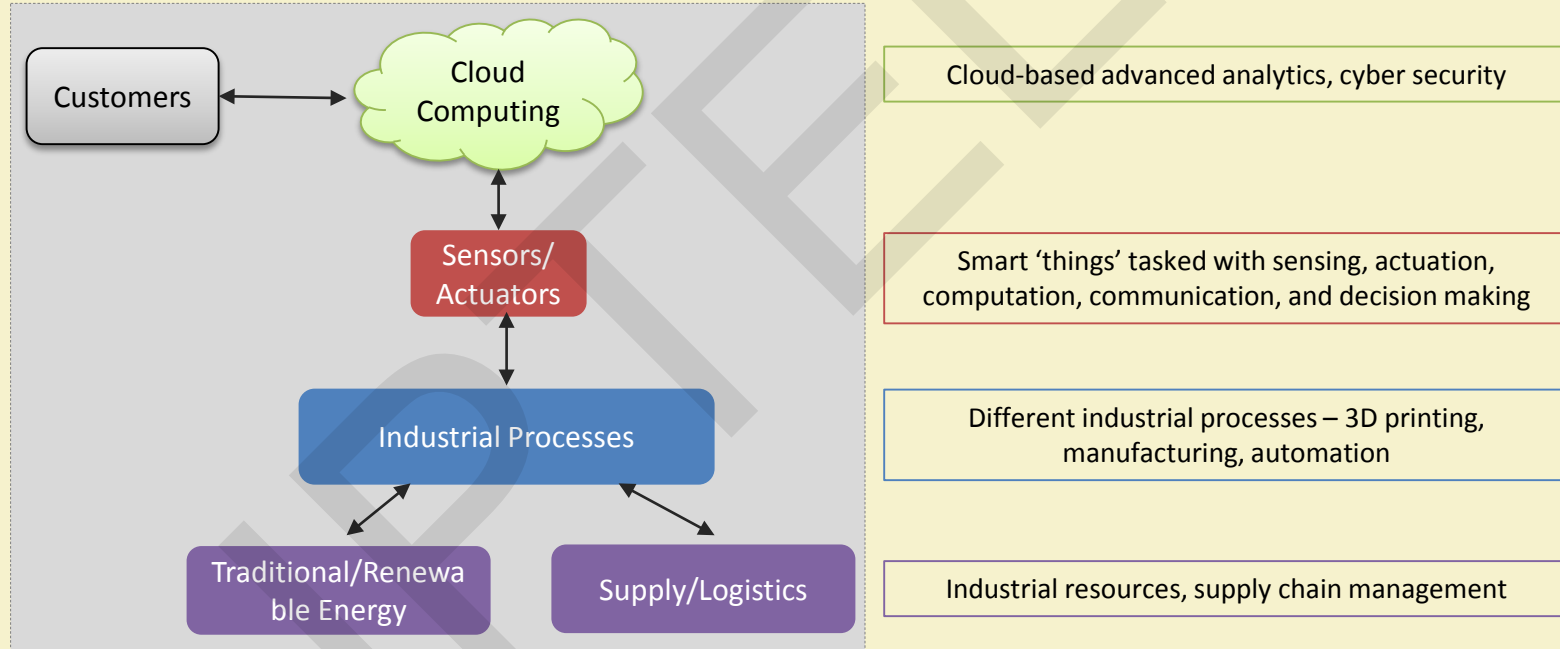 Customers
Cloud
Computing
Cloud-based advanced analytics, cyber security
Sensors/
Actuators
Smart ‘things’ tasked with sensing, actuation,
computation, communication, and decision making
Industrial Processes
Different industrial processes – 3D printing,
manufacturing, automation
Traditional/Renewa
ble Energy
Supply/Logistics
Industrial resources, supply chain management